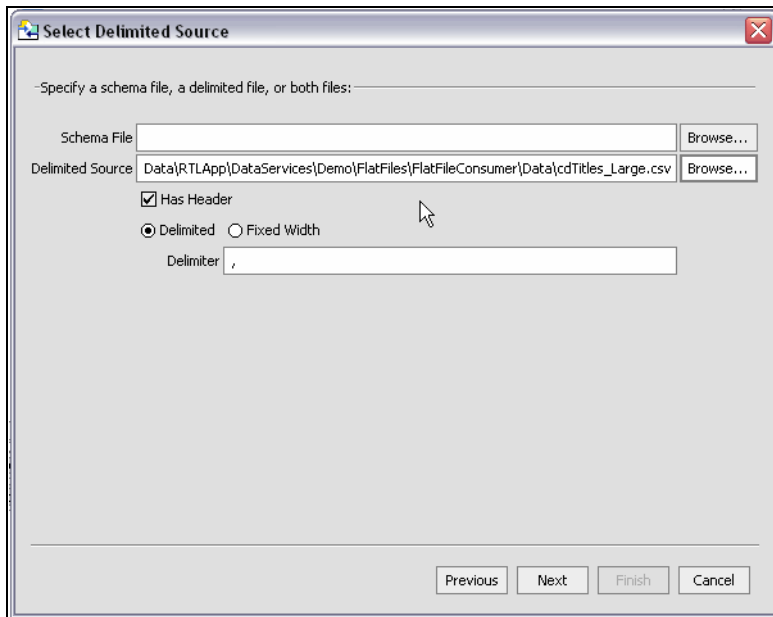 Select Delimited Source
Specify a schema file, a delimited file, or both files:
Schema File Browse...
Delimited Source Data\RTLApp\DataServices\Demo\FlatFiles\FlatFileConsumer\Data\cdTitles_Large.csv Browse...
Has Header
Delimited Fixed Width
Delimiter ,
Previous Next Finish Cancel